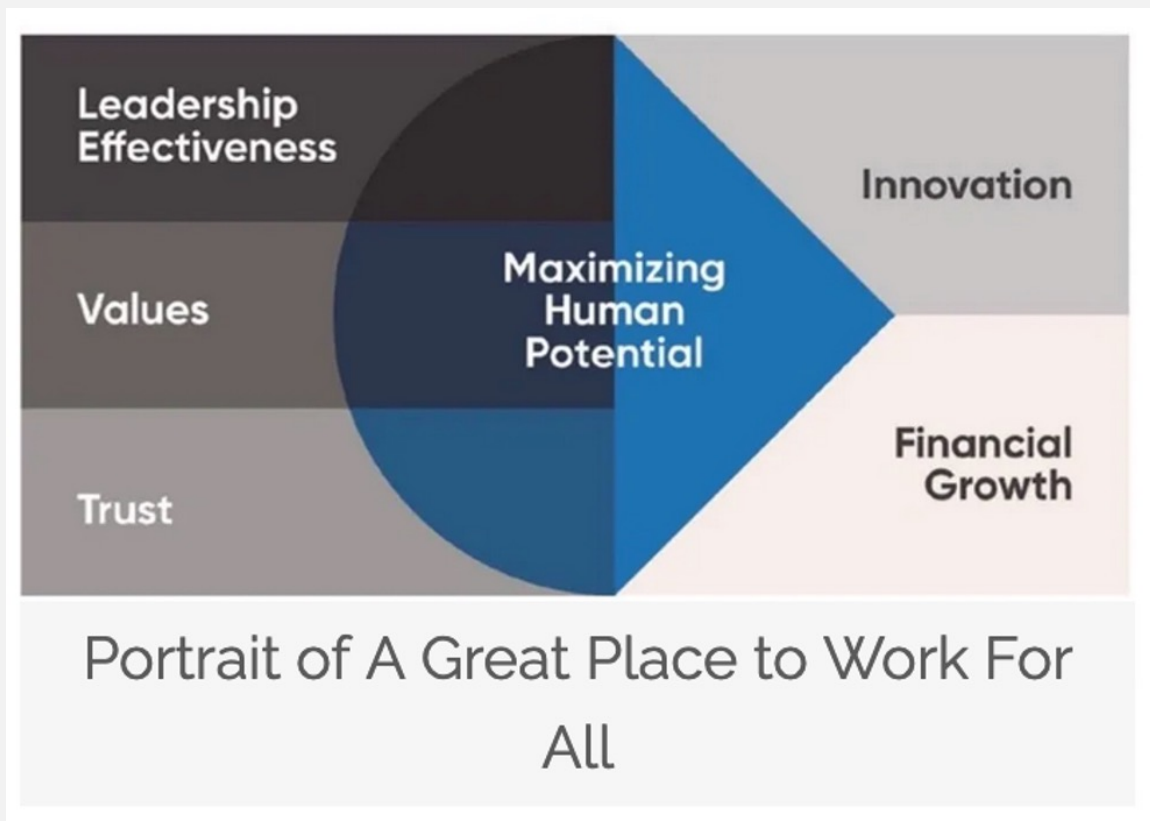 Leadership
Effectiveness
Values
Trust
Maximizing
Human
Potential
Innovation
Financial
Growth
Portrait of A Great Place to Work For
All